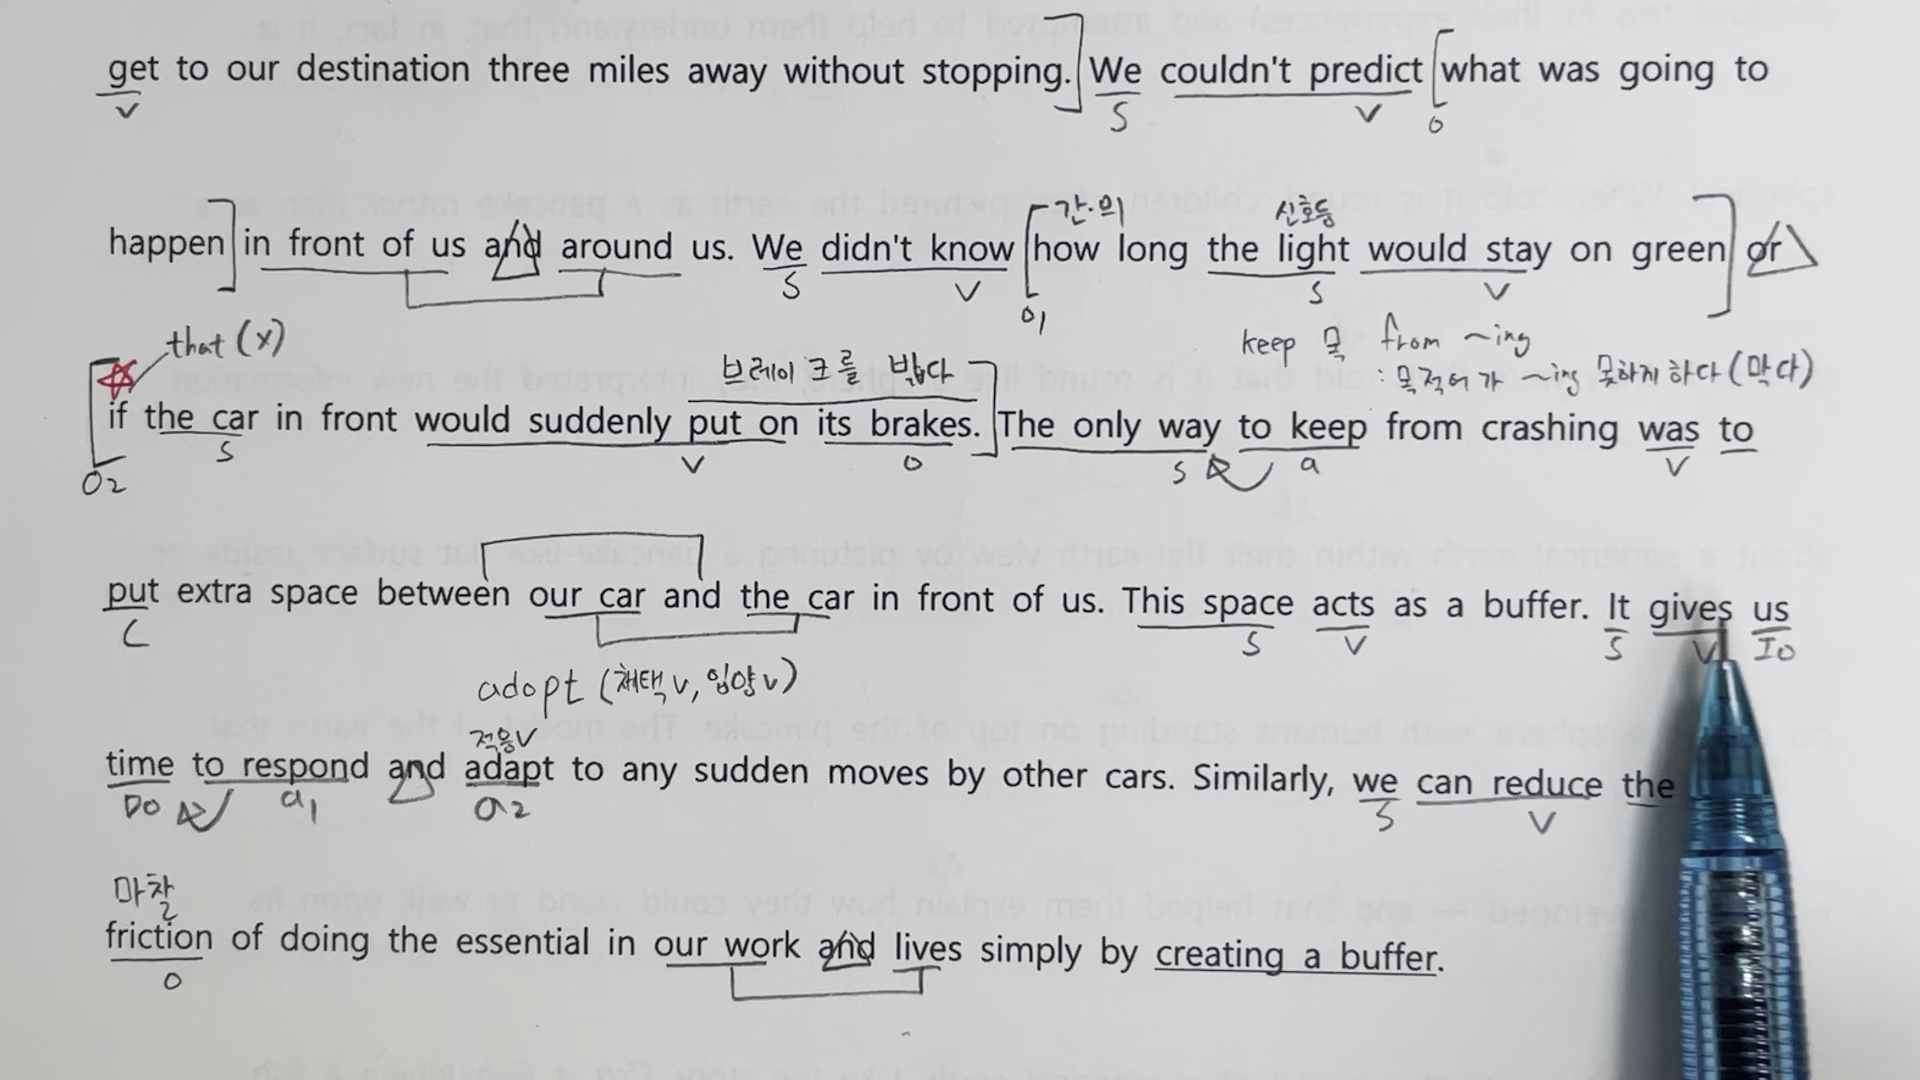 get to our destination three miles away without stopping. We couldn't predict what was going to
V S V O
간·의 신호등
happen in front of us and around us. We didn't know how long the light would stay on green or
S V O1 S V
that (x) 브레이크를 밟다 keep 목 from ~ing
: 목적어가 ~ing 못하게 하다 (막다)
if the car in front would suddenly put on its brakes. The only way to keep from crashing was to
O2 S V O S a V
put extra space between our car and the car in front of us. This space acts as a buffer. It gives us
C S V S V IO
adopt (채택v, 입양v)
적응v
time to respond and adapt to any sudden moves by other cars. Similarly, we can reduce the
DO a1 a2 S V
마찰
friction of doing the essential in our work and lives simply by creating a buffer.
O